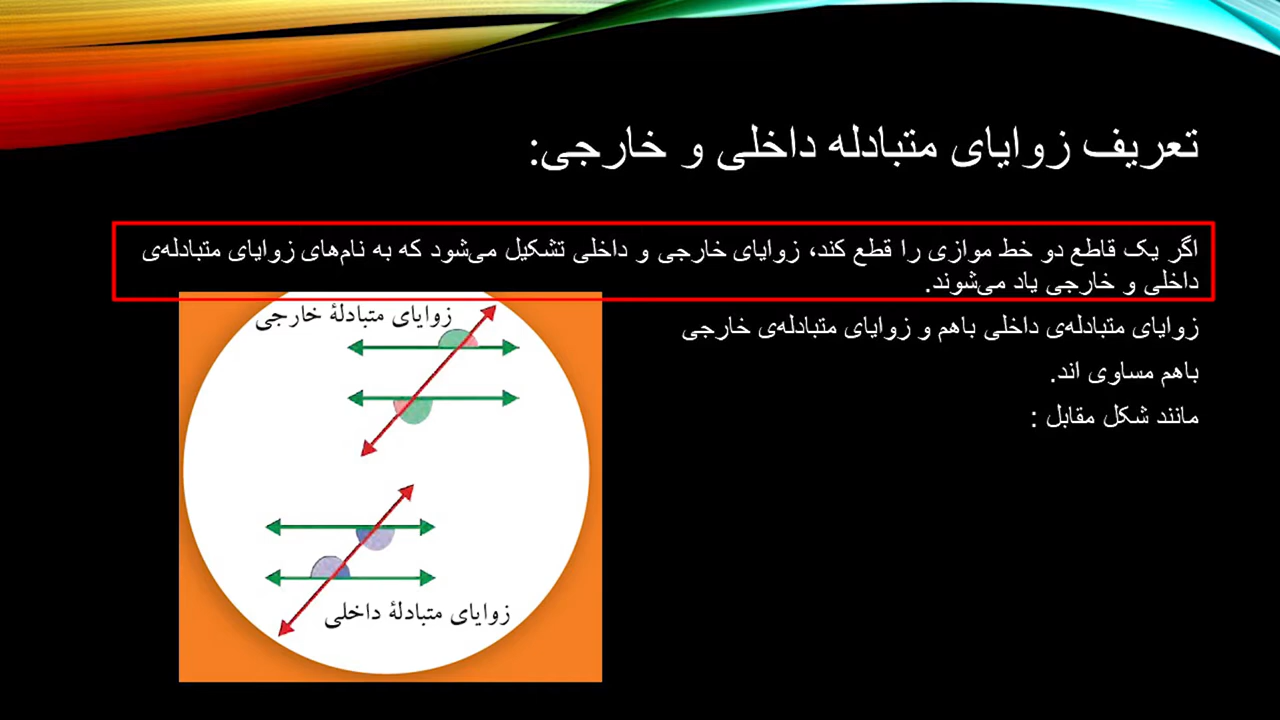 تعریف زوایای متبادله داخلی و خارجی:
اگر یک قاطع دو خط موازی را قطع کند، زوایای خارجی و داخلی تشکیل می‌شود که به نام‌های زوایای متبادله‌ی
داخلی و خارجی یاد می‌شوند.
زوایای متبادله‌ی داخلی باهم و زوایای متبادله‌ی خارجی
باهم مساوی اند.
مانند شکل مقابل :
زوایای متبادلهٔ خارجی
زوایای متبادلهٔ داخلی